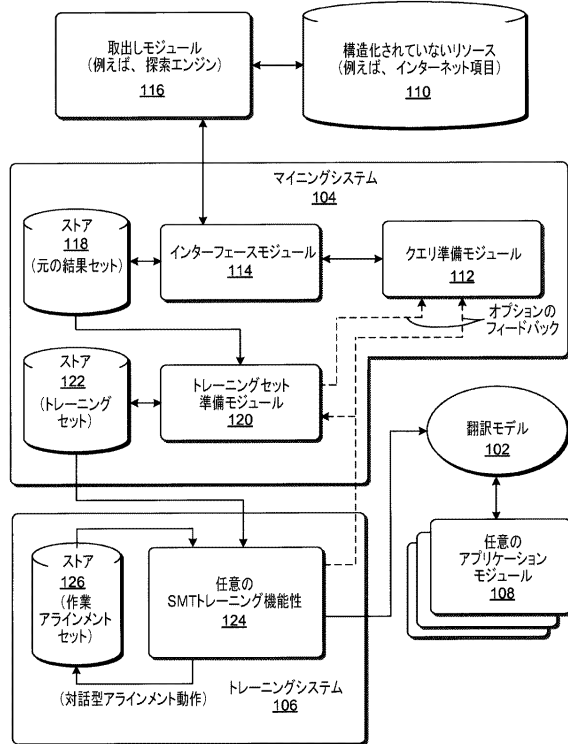 取出しモジュール
(例えば、探索エンジン)
116
構造化されていないリソース
(例えば、インターネット項目)
110
マイニングシステム
104
ストア
118
(元の結果セット)
インターフェースモジュール
114
クエリ準備モジュール
112
オプションの
フィードバック
ストア
122
(トレーニング
セット)
トレーニングセット
準備モジュール
120
翻訳モデル
102
ストア
126
(作業
アラインメント
セット)
任意の
SMTトレーニング機能性
124
任意の
アプリケーション
モジュール
108
(対話型アラインメント動作)
トレーニングシステム
106